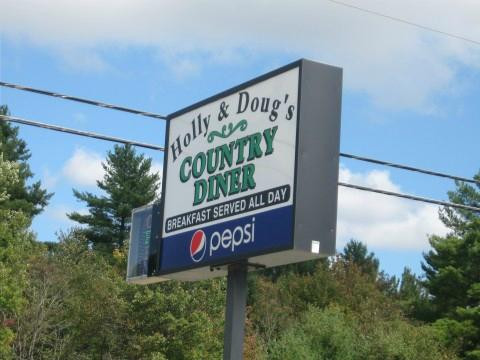 Holly & Doug's
COUNTRY
DINER
BREAKFAST SERVED ALL DAY
pepsi